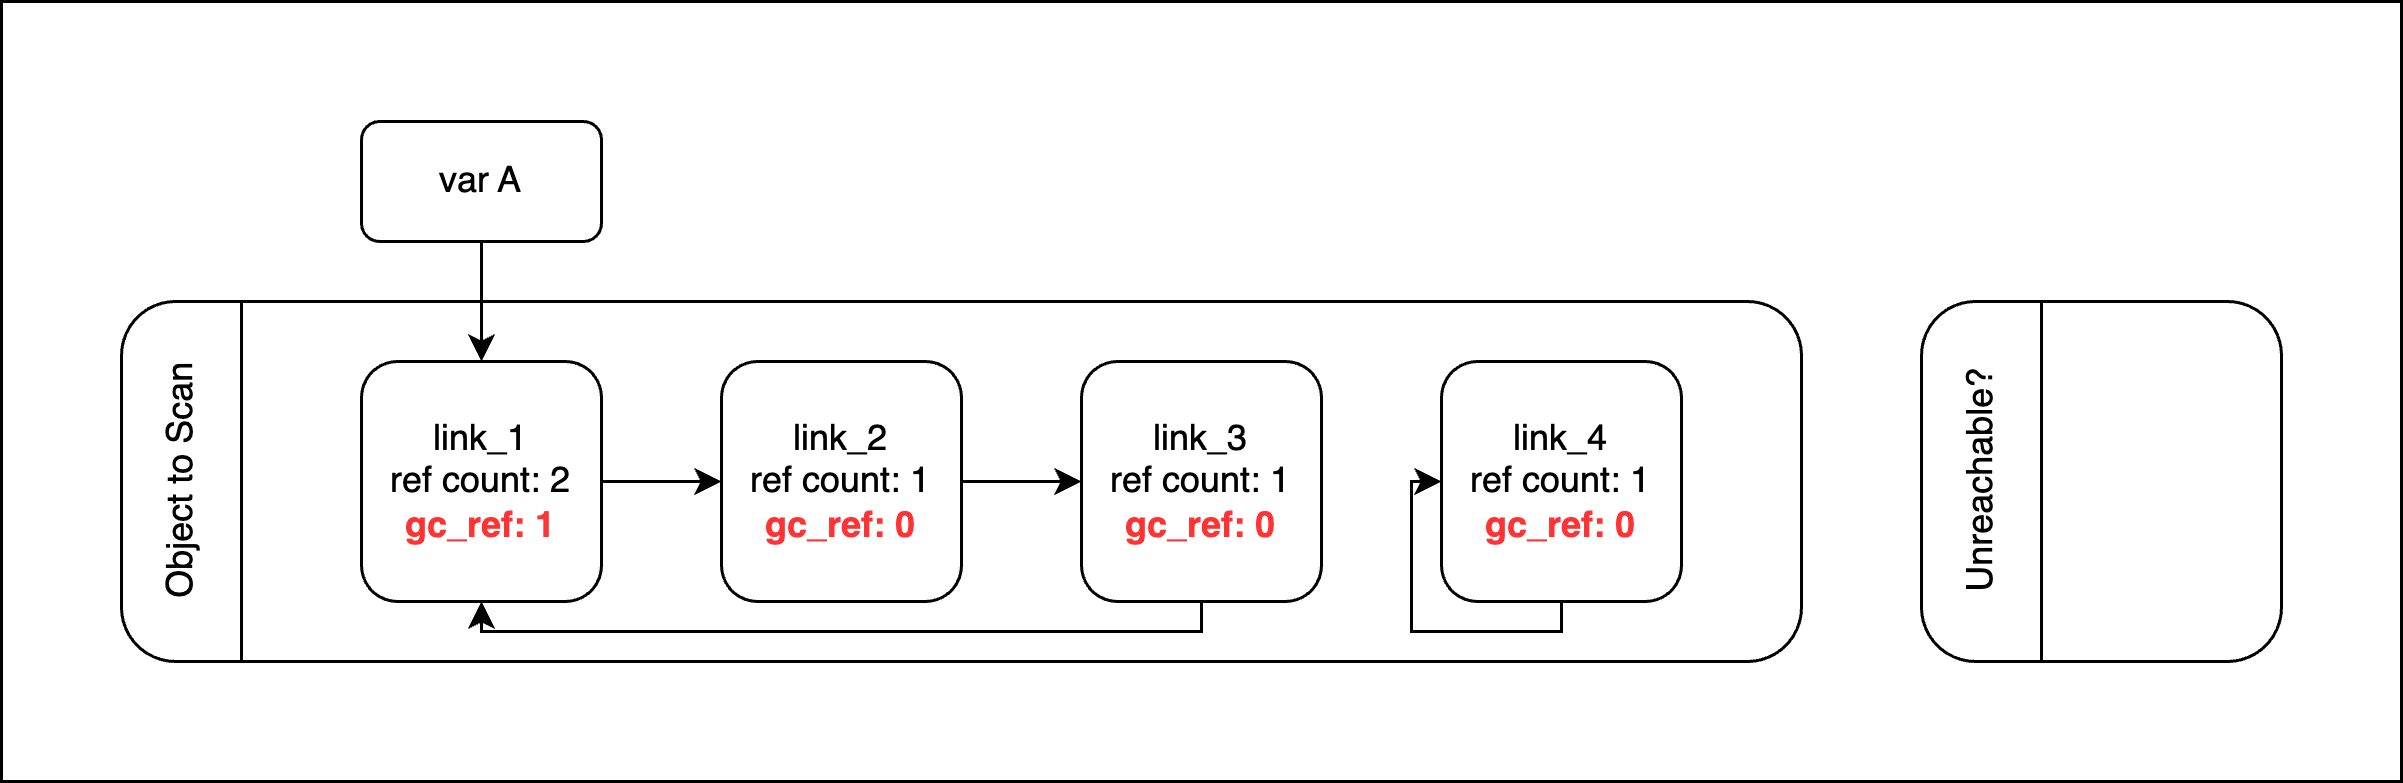 var A
Object to Scan
link_1
ref count: 2
gc_ref: 1
link_2
ref count: 1
gc_ref: 0
link_3
ref count: 1
gc_ref: 0
link_4
ref count: 1
gc_ref: 0
Unreachable?